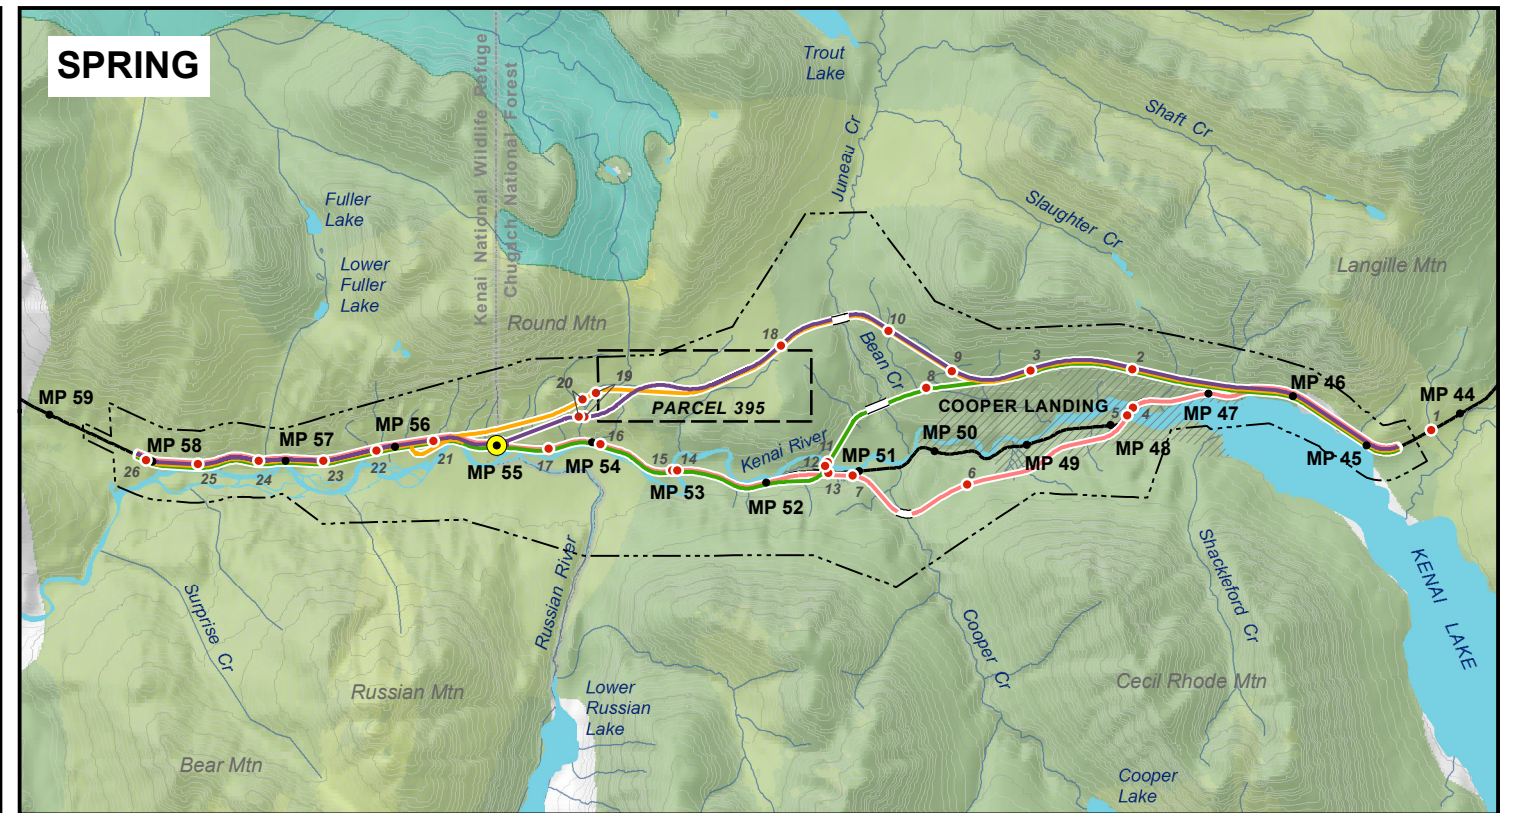 SPRING
Kenai National Wildlife Refuge
Chugach National Forest
Trout
Lake
Juneau Cr
Shaft Cr
Slaughter Cr
Langille Mtn
Fuller
Lake
Lower
Fuller
Lake
Round Mtn
Bean Cr
18
10
9
3
2
8
20
19
PARCEL 395
COOPER LANDING
5
4
MP 46
MP 44
1
MP 47
MP 59
MP 58
MP 57
MP 56
MP 55
MP 54
MP 53
MP 52
MP 51
MP 50
MP 49
MP 48
MP 45
Kenai River
26
25
24
23
22
21
17
16
15
14
13
12
11
7
6
Surprise Cr
Russian River
Cooper Cr
Shackleford Cr
KENAI LAKE
Russian Mtn
Lower
Russian
Lake
Cecil Rhode Mtn
Bear Mtn
Cooper
Lake